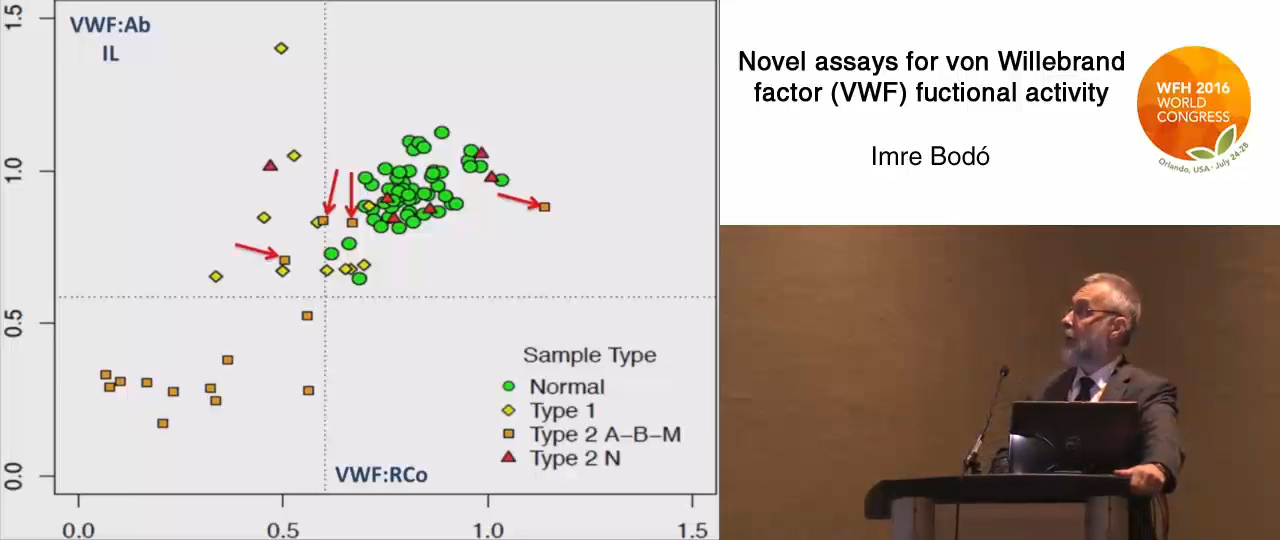 VWF:Ab
IL
1.5
1.0
0.5
0.0
Sample Type
Normal
Type 1
Type 2 A–B–M
Type 2 N
VWF:RCo
0.0 0.5 1.0 1.5
Novel assays for von Willebrand
factor (VWF) fuctional activity
Imre Bodó
WFH 2016
WORLD
CONGRESS
Orlando, USA · July 24-28